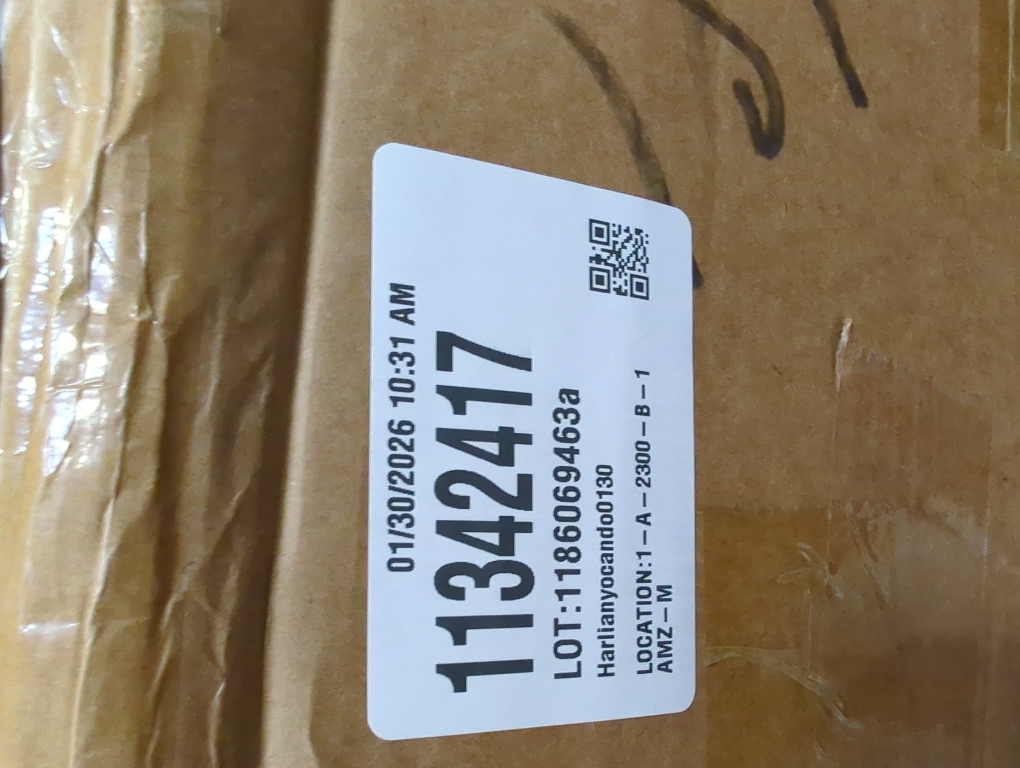 01/30/2026 10:31 AM
11342417
LOT:1186069463a
Harlianyocando0130
LOCATION:1-A-2300-B-1
AMZ-M